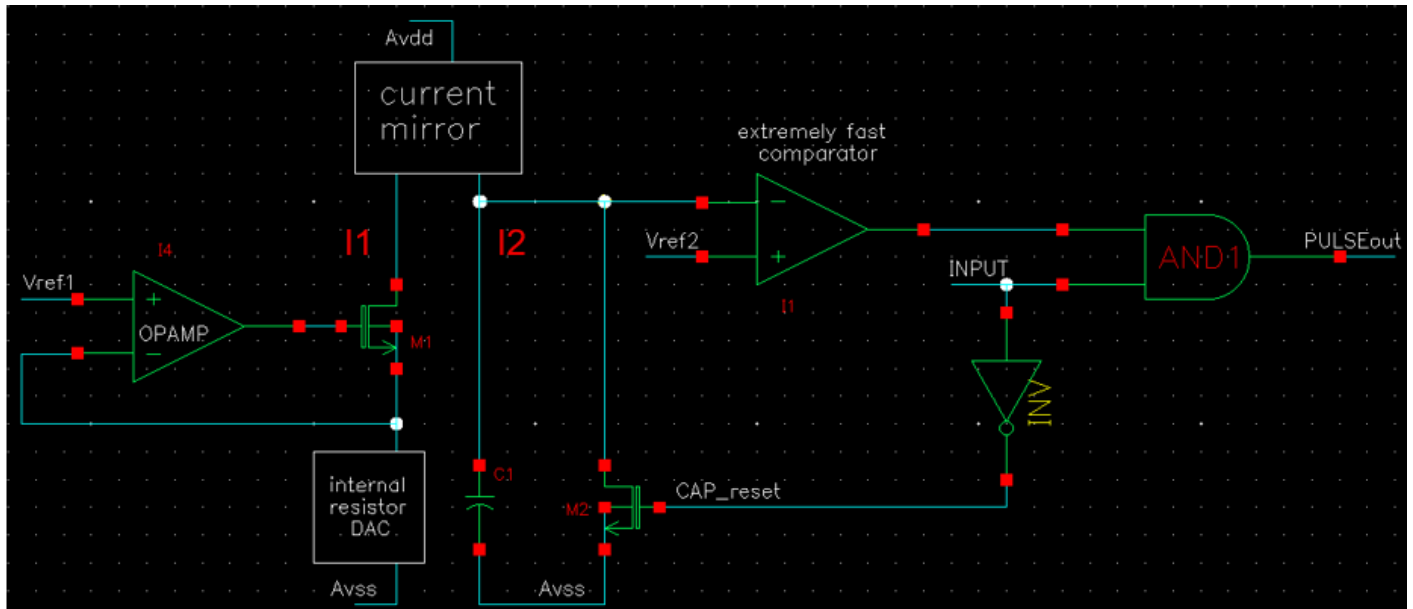 Avdd
current
mirror
extremely fast
comparator
I4
I1
I2
Vref1
+
OPAMP
−
M1
Vref2
−
+
I1
INPUT
AND1
PULSEout
INV
internal
resistor
DAC
C1
M2
CAP_reset
Avss
Avss